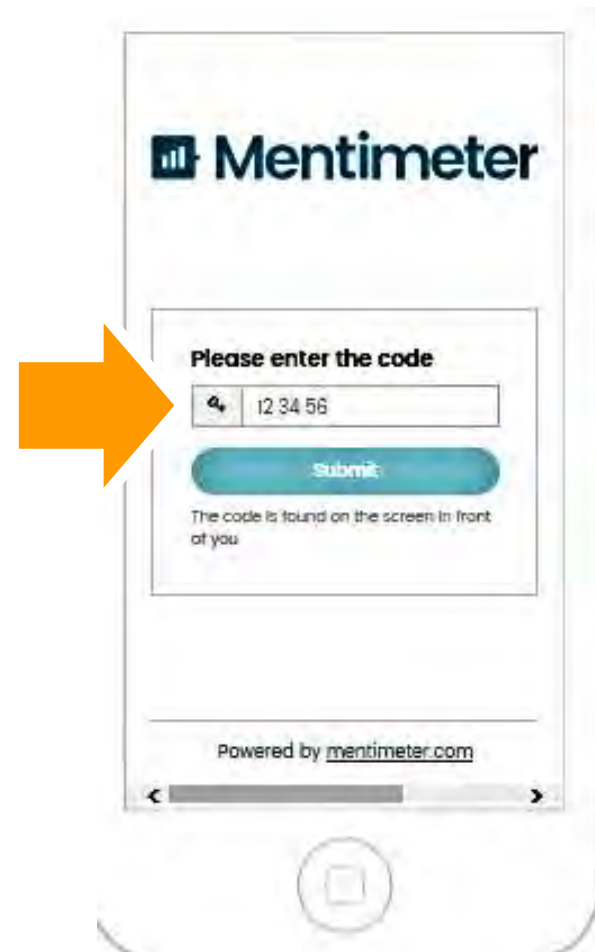 Mentimeter
Please enter the code
12 34 56
Submit
The code is found on the screen in front
of you
Powered by mentimeter.com